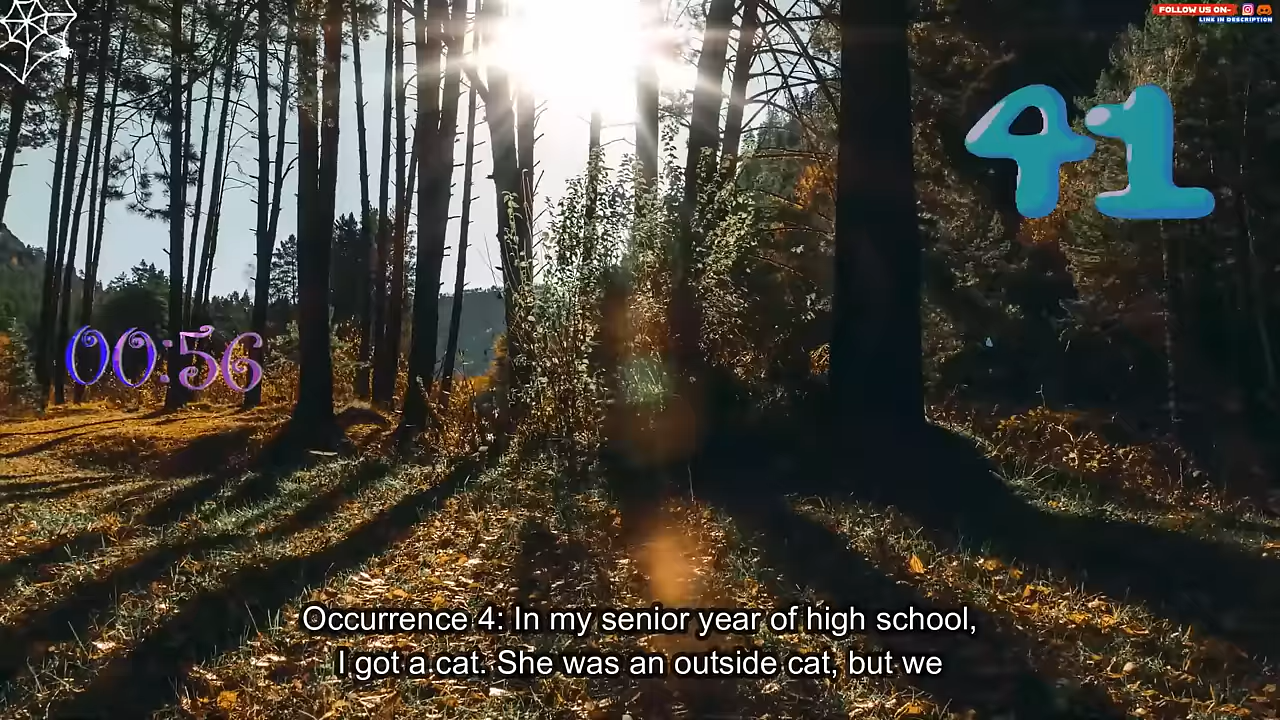 FOLLOW US ON-
LINK IN DESCRIPTION
41
00:56
Occurrence 4: In my senior year of high school,
I got a cat. She was an outside cat, but we